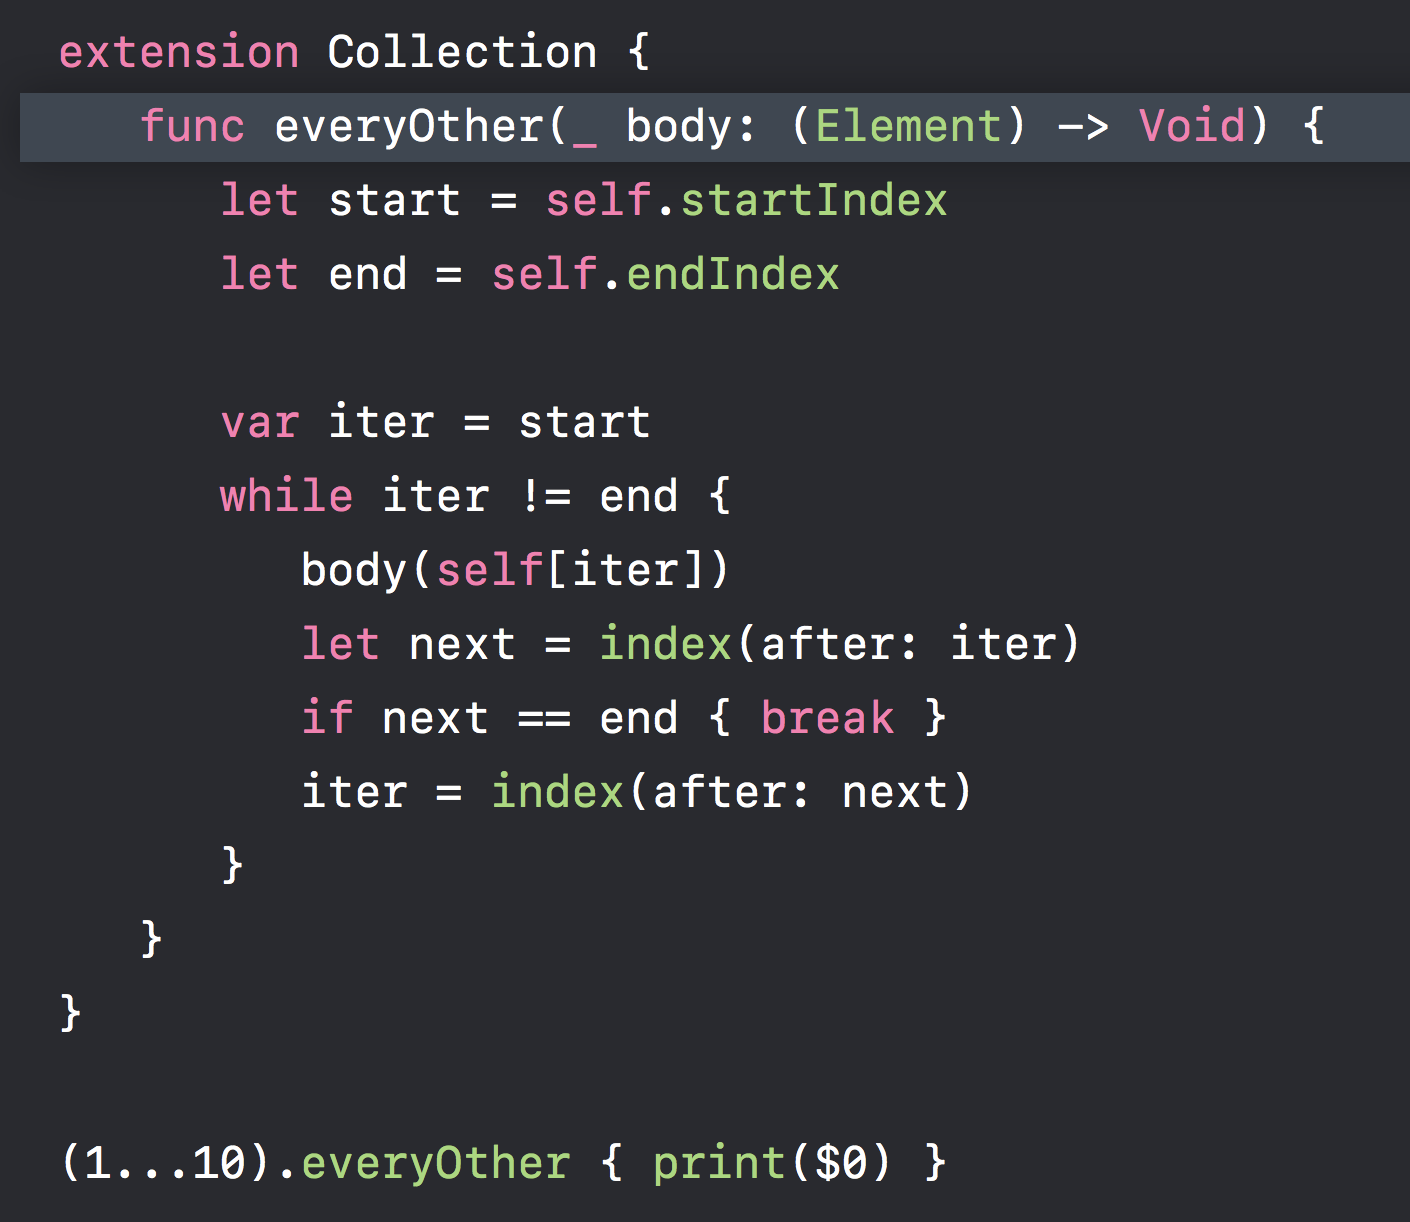 extension Collection {
func everyOther(_ body: (Element) -> Void) {
let start = self.startIndex
let end = self.endIndex
var iter = start
while iter != end {
body(self[iter])
let next = index(after: iter)
if next == end { break }
iter = index(after: next)
}
}
}
(1...10).everyOther { print($0) }